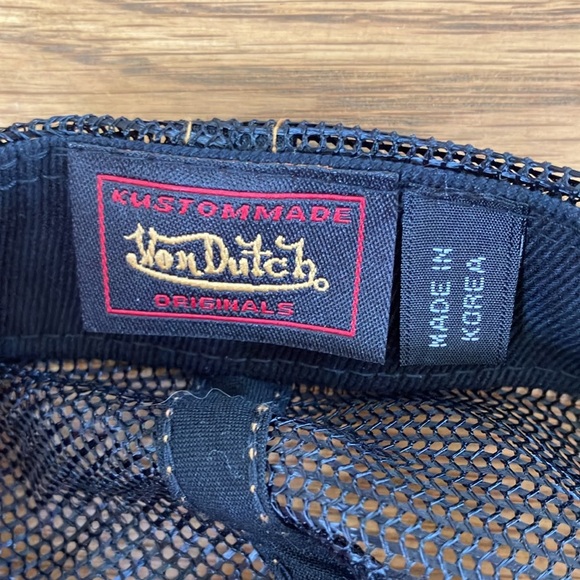 KUSTOMMADE
Von Dutch.
ORIGINALS
MADE IN
KOREA